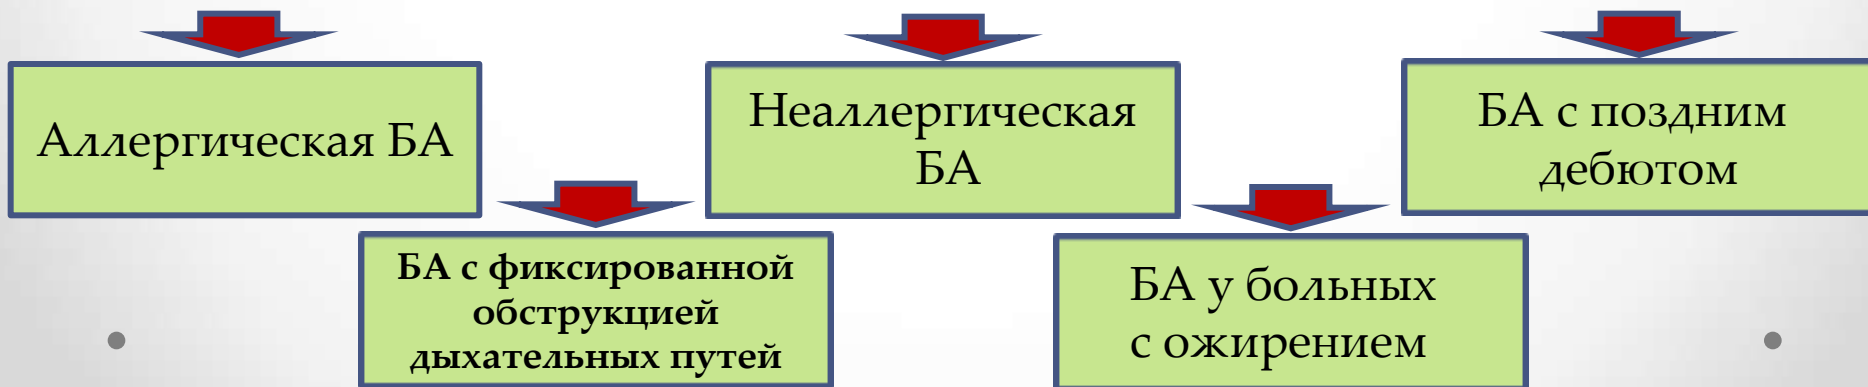 Аллергическая БА
Неаллергическая
БА
БА с поздним
дебютом
БА с фиксированной
обструкцией
дыхательных путей
БА у больных
с ожирением